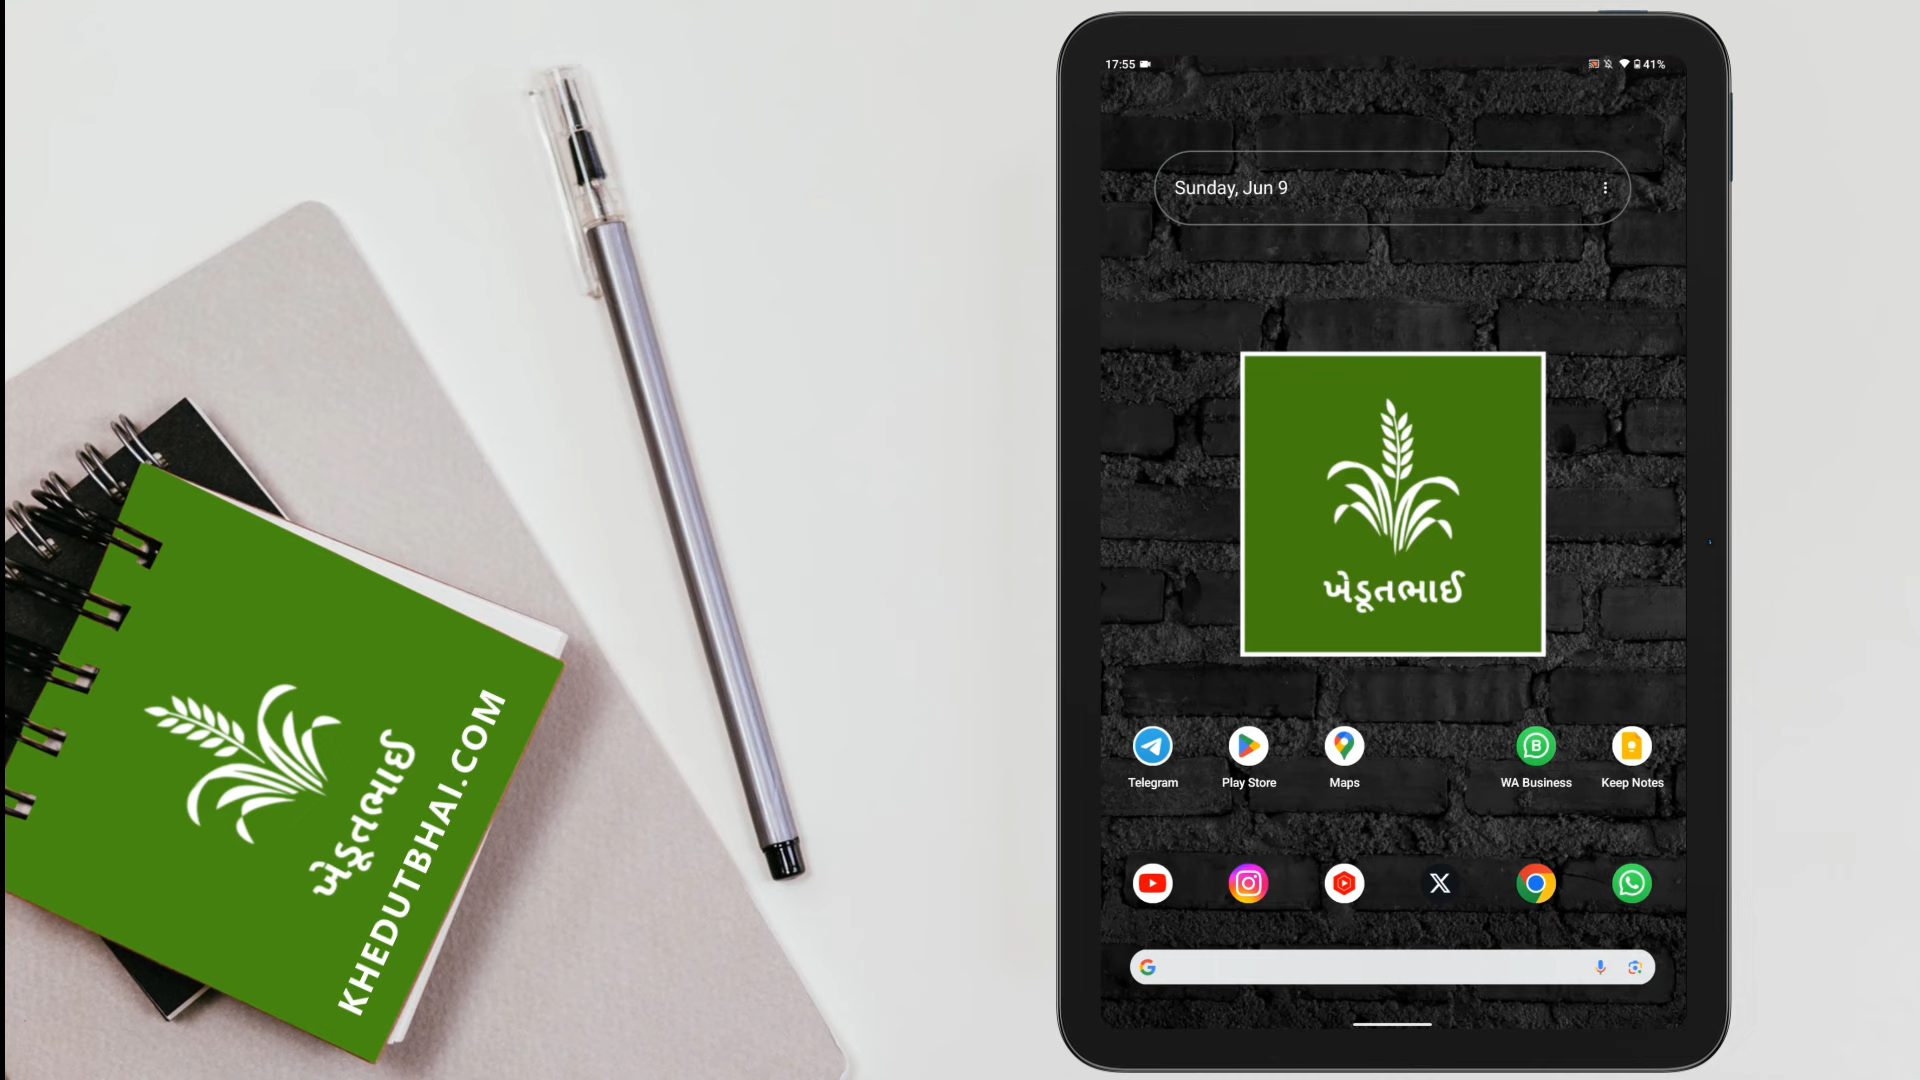 ખેડૂતભાઈ
KHEDUTBHAI.COM
17:55
41%
Sunday, Jun 9
ખેડૂતભાઈ
Telegram
Play Store
Maps
WA Business
Keep Notes